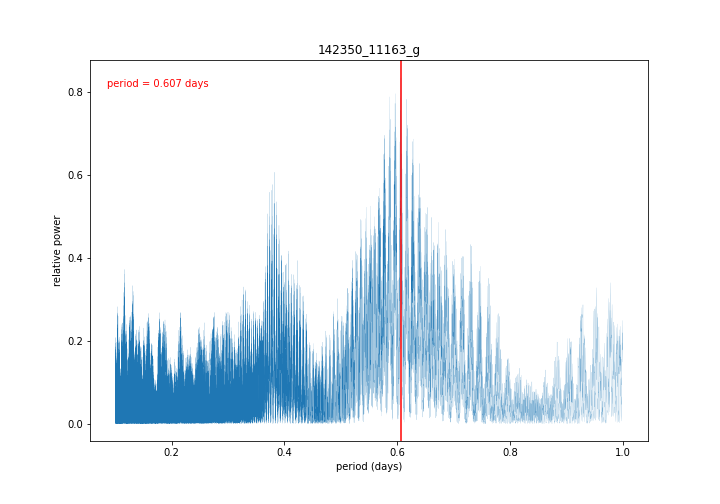 142350_11163_g
period = 0.607 days
relative power
0.8
0.6
0.4
0.2
0.0
0.2 0.4 0.6 0.8 1.0
period (days)